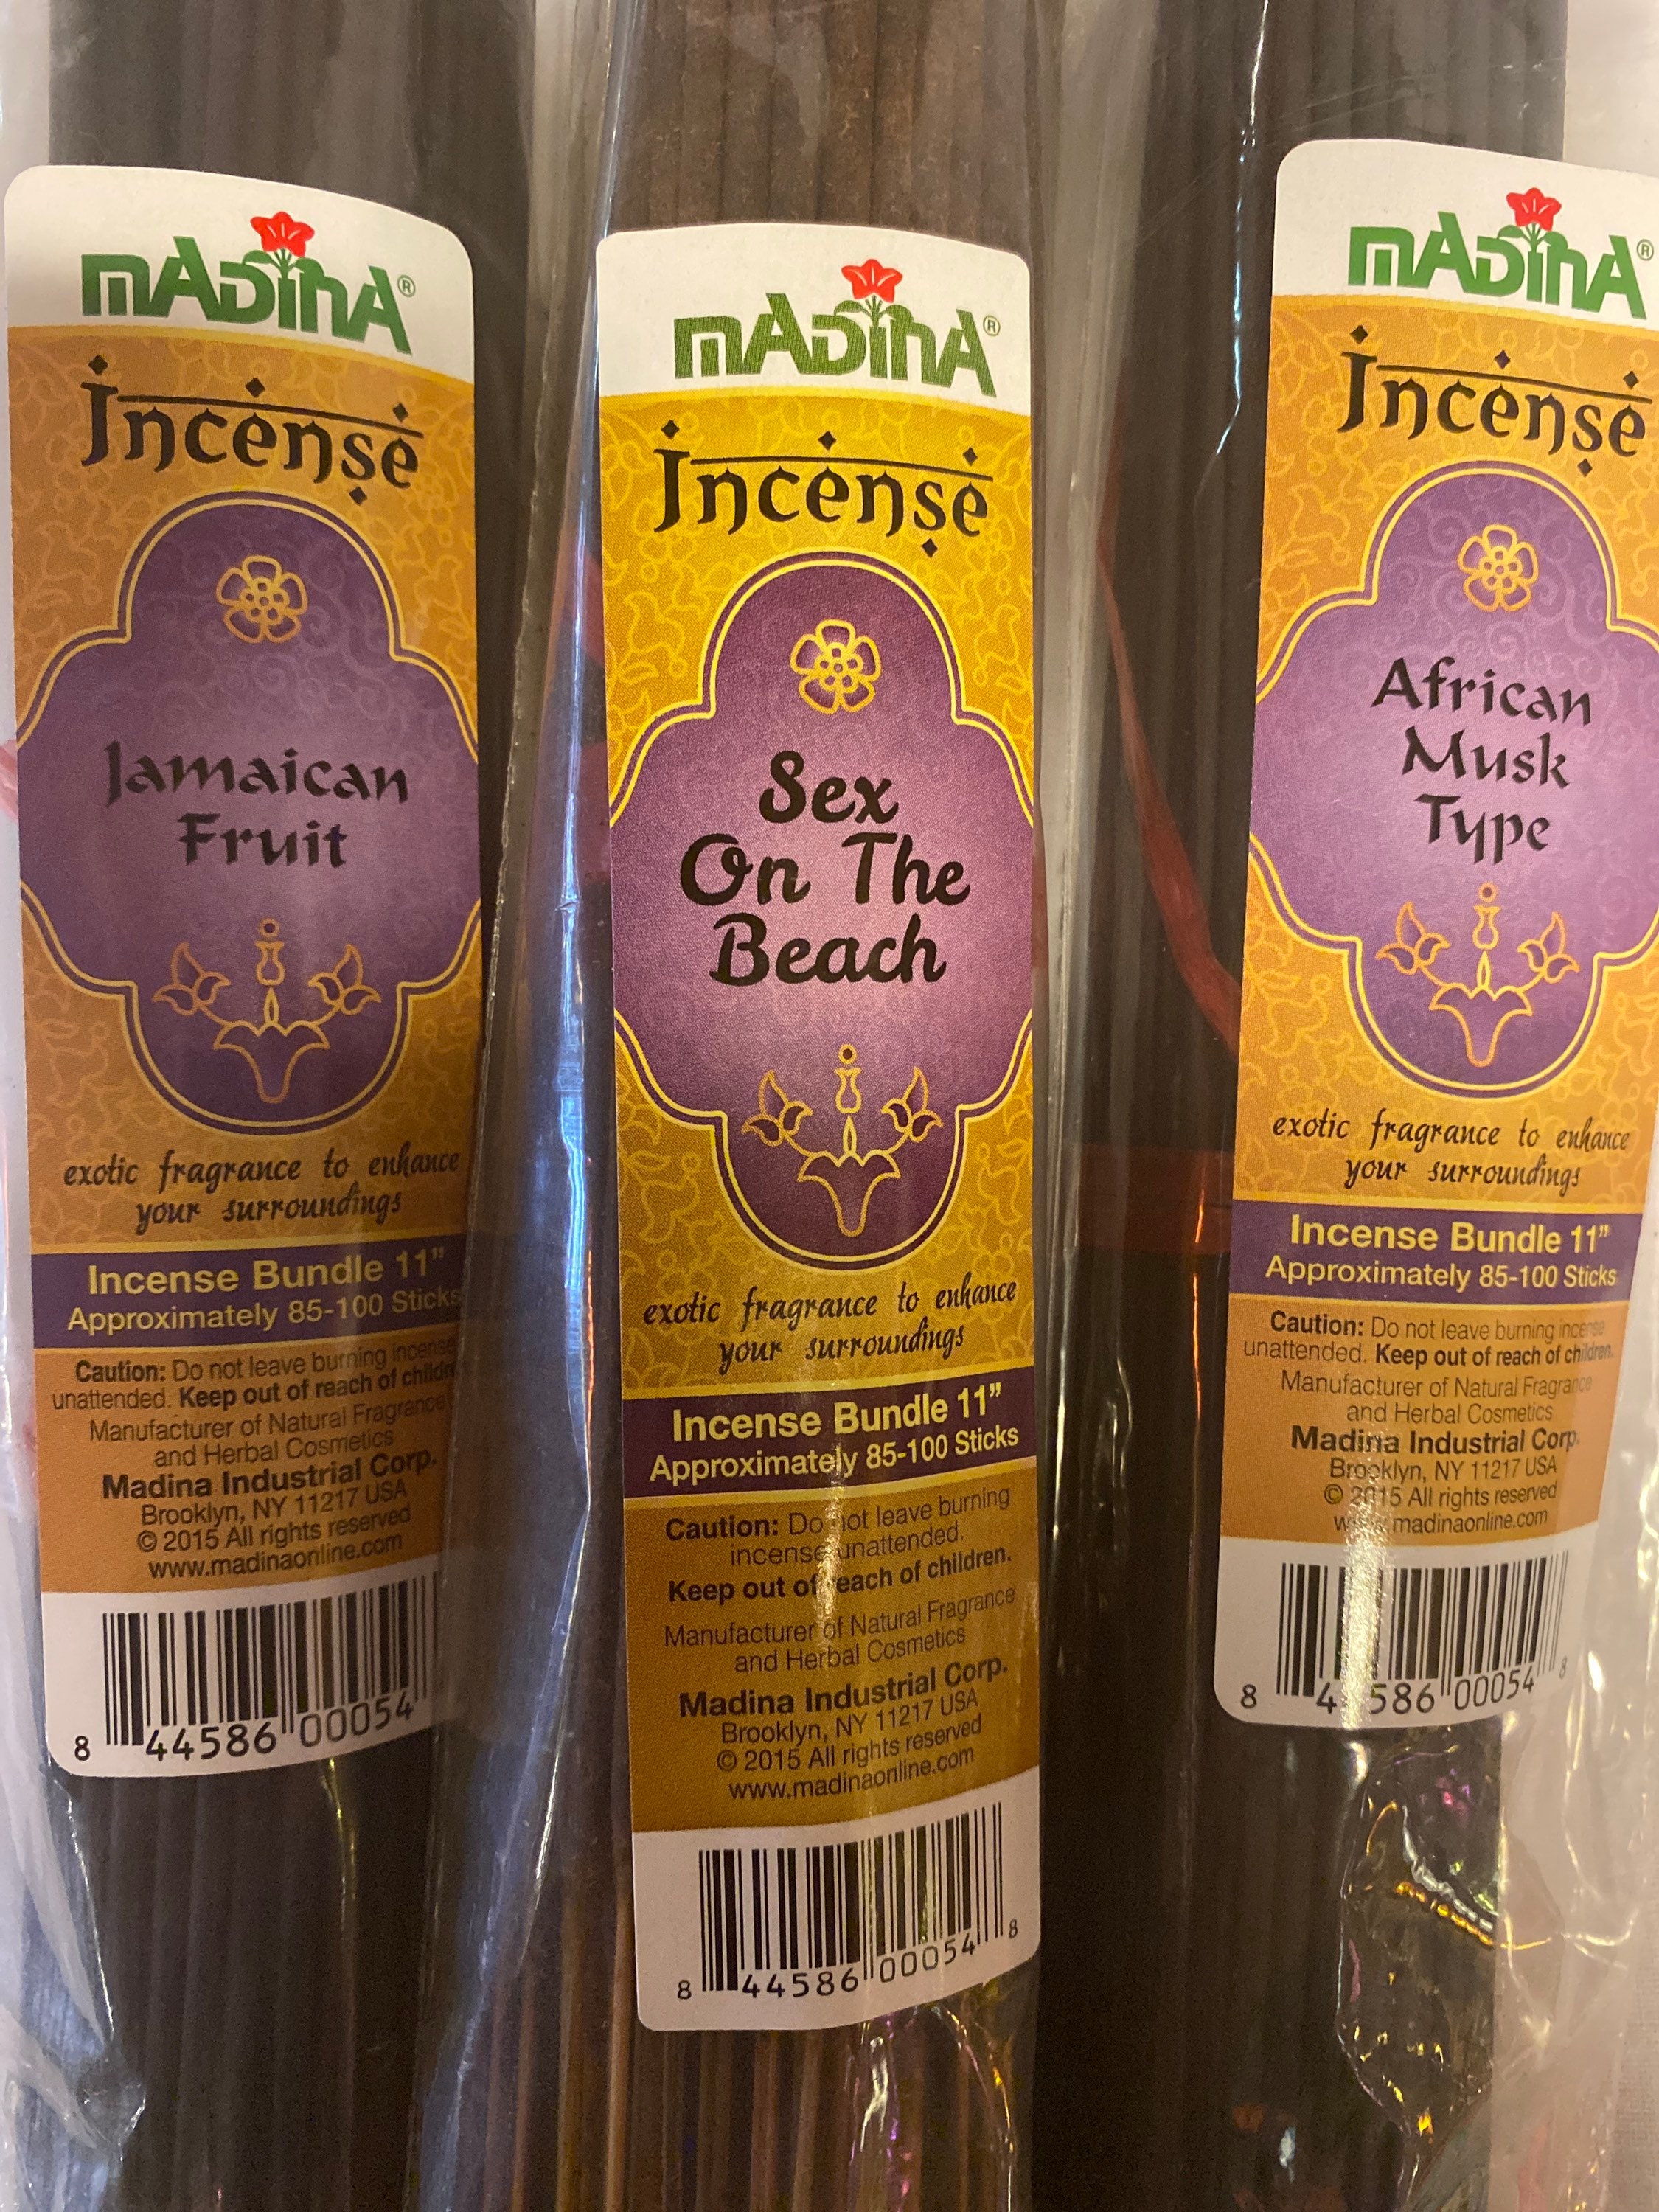 MADINA®
Incense
Jamaican
Fruit
exotic fragrance to enhance
your surroundings
Incense Bundle 11”
Approximately 85-100 Sticks
Caution: Do not leave burning incense
unattended. Keep out of reach of
Manufacturer of Natural Fragrance
and Herbal Cosmetics
Madina Industrial Corp.
Brooklyn, NY 11217 USA
© 2015 All rights reserved
www.madinaonline.com
8 44586 00054
MADINA®
Incense
Sex
On The
Beach
exotic fragrance to enhance
your surroundings
Incense Bundle 11”
Approximately 85-100 Sticks
Caution: Do not leave burning
incense unattended.
Keep out of reach of children.
Manufacturer of Natural Fragrance
and Herbal Cosmetics
Madina Industrial Corp.
Brooklyn, NY 11217 USA
© 2015 All rights reserved
www.madinaonline.com
8 44586 00054 8
MADINA®
Incense
African
Musk
Type
exotic fragrance to enhance
your surroundings
Incense Bundle 11”
Approximately 85-100 Sticks
Caution: Do not leave burning incense
unattended. Keep out of reach of children.
Manufacturer of Natural Fragrance
and Herbal Cosmetics
Madina Industrial Corp.
Brooklyn, NY 11217 USA
© 2015 All rights reserved
www.madinaonline.com
8 44586 00054 8